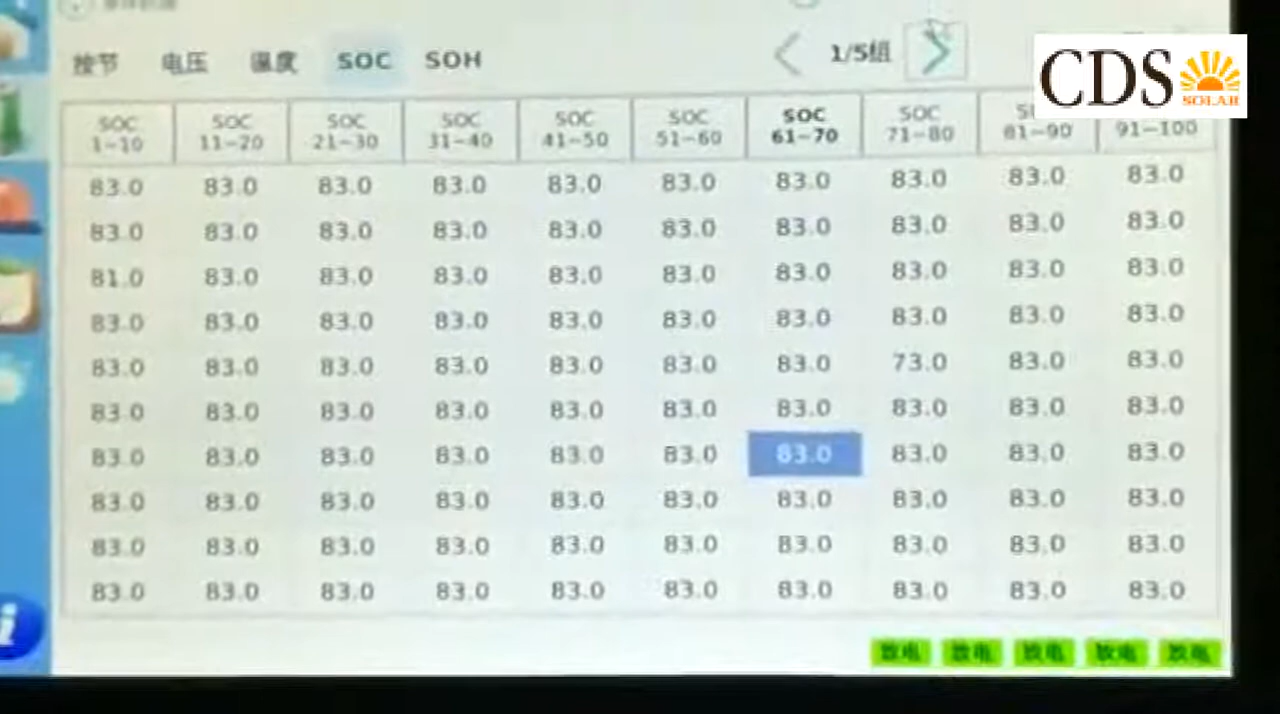 按节 电压 温度 SOC SOH 1/5组
CDS
SOLAR
SOC SOC SOC SOC SOC SOC SOC SOC
1-10 11-20 21-30 31-40 41-50 51-60 61-70 71-80 81-90 91-100
83.0 83.0 83.0 83.0 83.0 83.0 83.0 83.0 83.0 83.0
83.0 83.0 83.0 83.0 83.0 83.0 83.0 83.0 83.0 83.0
81.0 83.0 83.0 83.0 83.0 83.0 83.0 83.0 83.0 83.0
83.0 83.0 83.0 83.0 83.0 83.0 83.0 83.0 83.0 83.0
83.0 83.0 83.0 83.0 83.0 83.0 83.0 73.0 83.0 83.0
83.0 83.0 83.0 83.0 83.0 83.0 83.0 83.0 83.0 83.0
83.0 83.0 83.0 83.0 83.0 83.0 83.0 83.0 83.0 83.0
83.0 83.0 83.0 83.0 83.0 83.0 83.0 83.0 83.0 83.0
83.0 83.0 83.0 83.0 83.0 83.0 83.0 83.0 83.0 83.0
83.0 83.0 83.0 83.0 83.0 83.0 83.0 83.0 83.0 83.0
放电 放电 放电 放电 放电